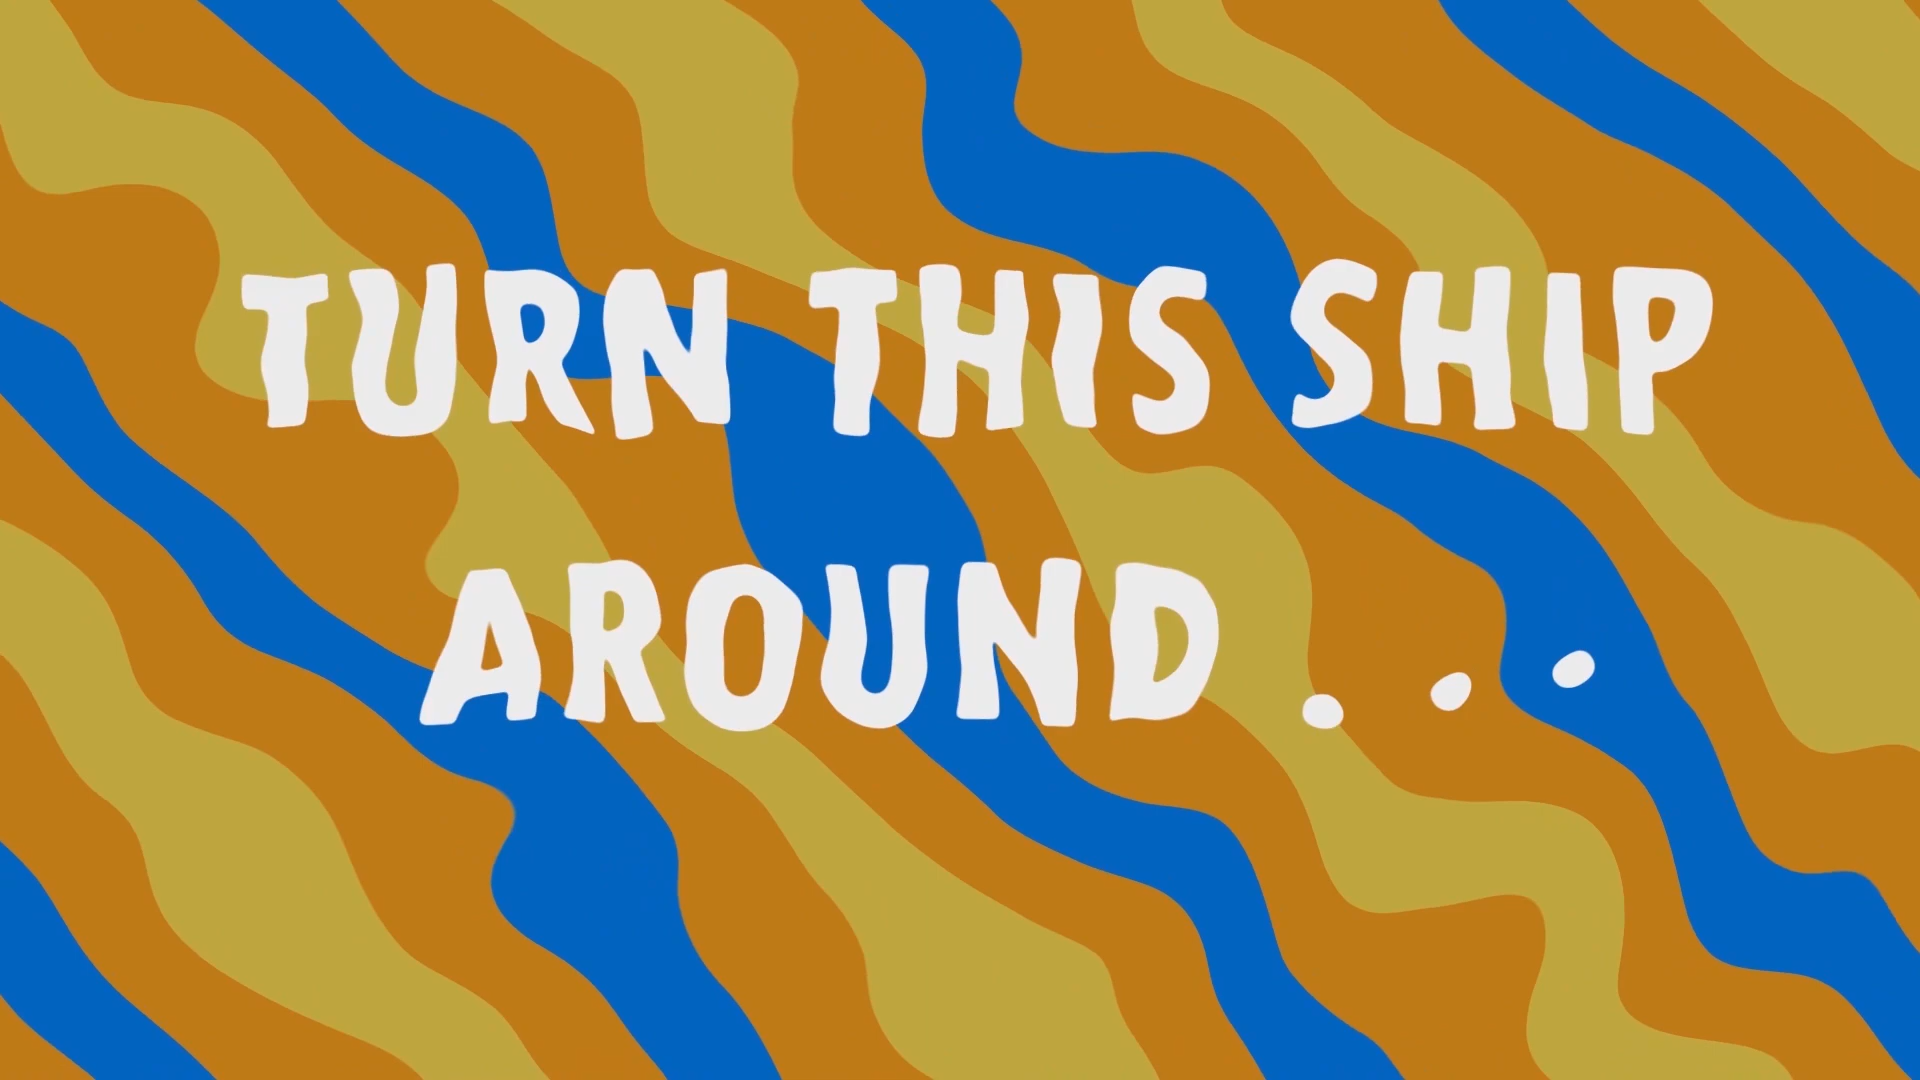 TURN THIS SHIP
AROUND . . .